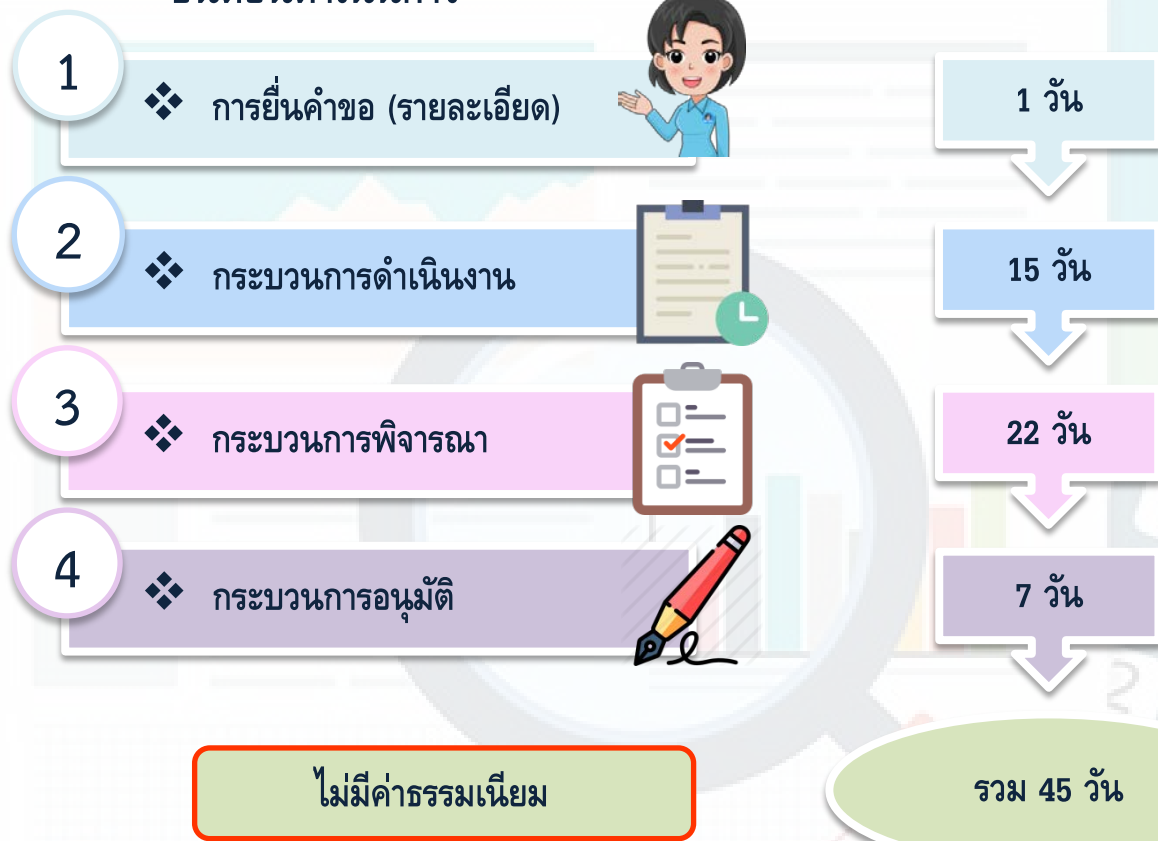 1
❖ การยื่นคำขอ (รายละเอียด)
1 วัน
2
❖ กระบวนการดำเนินงาน
15 วัน
3
❖ กระบวนการพิจารณา
22 วัน
4
❖ กระบวนการอนุมัติ
7 วัน
ไม่มีค่าธรรมเนียม
รวม 45 วัน